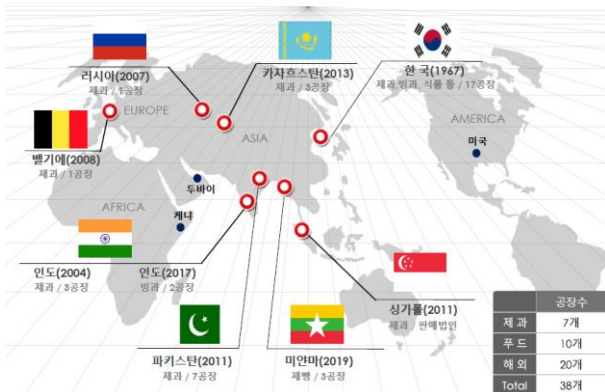 러시아(2007)
제과 / 1공장
카자흐스탄(2013)
제과 / 3공장
한 국(1967)
제과,빙과, 식품 등 / 17공장
EUROPE
ASIA
AMERICA
미국
벨기에(2008)
제과 / 1공장
두바이
AFRICA
케냐
인도(2004)
제과 / 3공장
인도(2017)
빙과 / 2공장
싱가폴(2011)
제과 / 판매법인
파키스탄(2011)
제과 / 7공장
미얀마(2019)
제빵 / 3공장
공장수
제 과 7개
푸 드 10개
해 외 20개
Total 38개